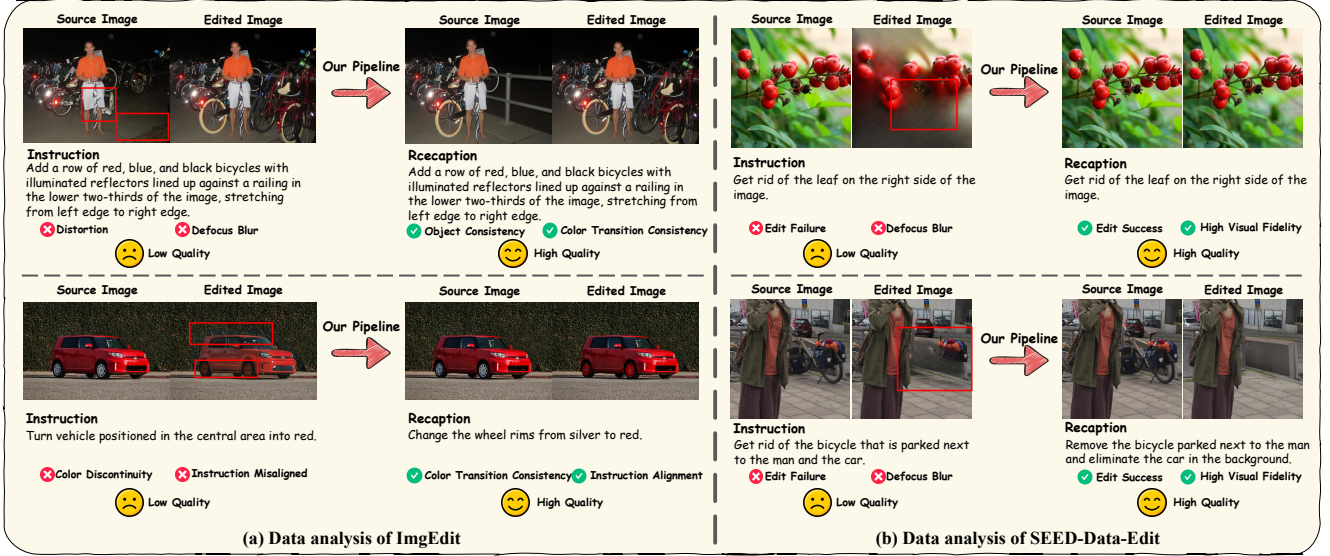 Source Image
Edited Image
Our Pipeline
Source Image
Edited Image
Instruction
Add a row of red, blue, and black bicycles with
illuminated reflectors lined up against a railing in
the lower two-thirds of the image, stretching
from left edge to right edge.
Distortion
Defocus Blur
Low Quality
Rcecaption
Add a row of red, blue, and black bicycles with
illuminated reflectors lined up against a railing in
the lower two-thirds of the image, stretching from
left edge to right edge.
Object Consistency
Color Transition Consistency
High Quality
Source Image
Edited Image
Our Pipeline
Source Image
Edited Image
Instruction
Turn vehicle positioned in the central area into red.
Color Discontinuity
Instruction Misaligned
Low Quality
Recaption
Change the wheel rims from silver to red.
Color Transition Consistency
Instruction Alignment
High Quality
(a) Data analysis of ImgEdit
Source Image
Edited Image
Our Pipeline
Source Image
Edited Image
Instruction
Get rid of the leaf on the right side of the
image.
Edit Failure
Defocus Blur
Low Quality
Recaption
Get rid of the leaf on the right side of the
image.
Edit Success
High Visual Fidelity
High Quality
Source Image
Edited Image
Our Pipeline
Source Image
Edited Image
Instruction
Get rid of the bicycle that is parked next
to the man and the car.
Edit Failure
Defocus Blur
Low Quality
Recaption
Remove the bicycle parked next to the man
and eliminate the car in the background.
Edit Success
High Visual Fidelity
High Quality
(b) Data analysis of SEED-Data-Edit